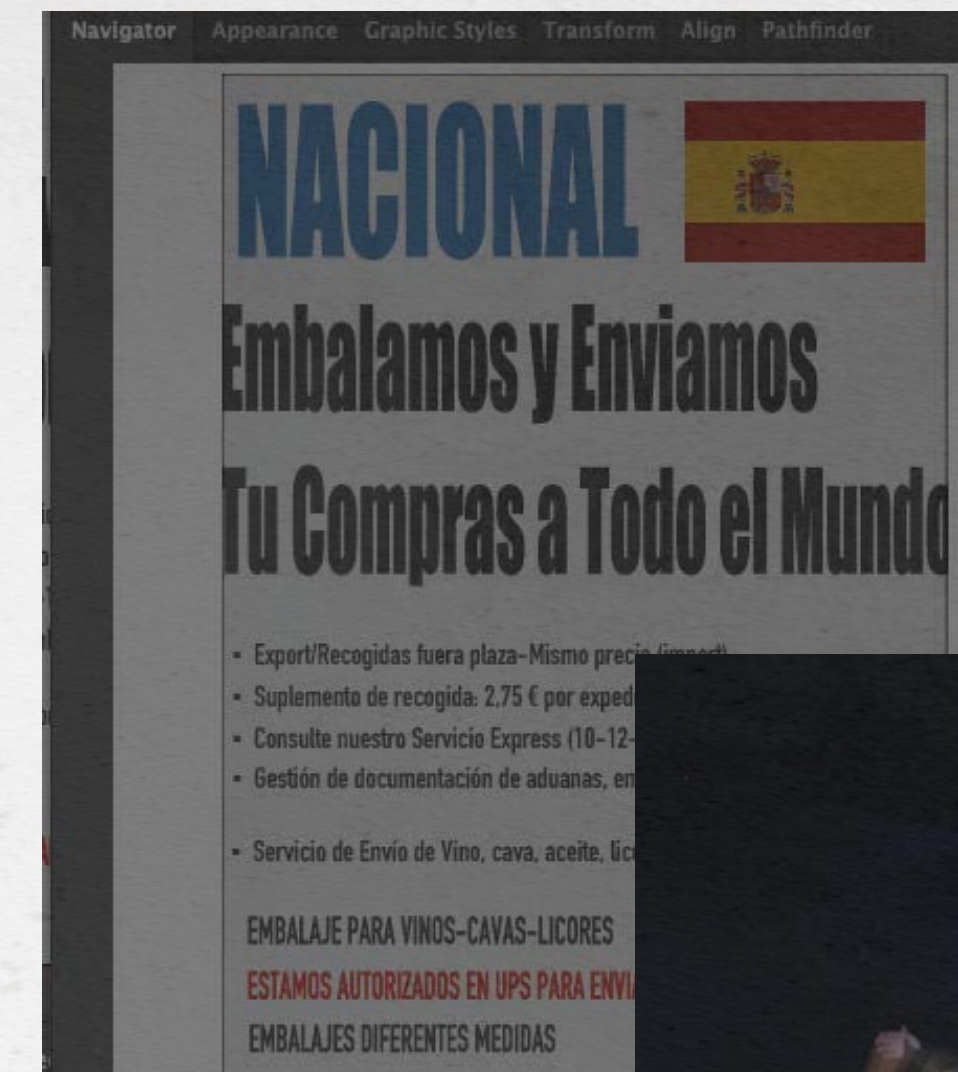 Navigator Appearance Graphic Styles Transform Align Pathfinder
NACIONAL
Embalamos y Enviamos
Tu Compras a Todo el Mundo
- Export/Recogidas fuera plaza-Mismo precio (import)
- Suplemento de recogida: 2,75 € por exped
- Consulte nuestro Servicio Express (10-12-
- Gestión de documentación de aduanas, em
- Servicio de Envío de Vino, cava, aceite, lico
EMBALAJE PARA VINOS-CAVAS-LICORES
ESTAMOS AUTORIZADOS EN UPS PARA ENVIA
EMBALAJES DIFERENTES MEDIDAS